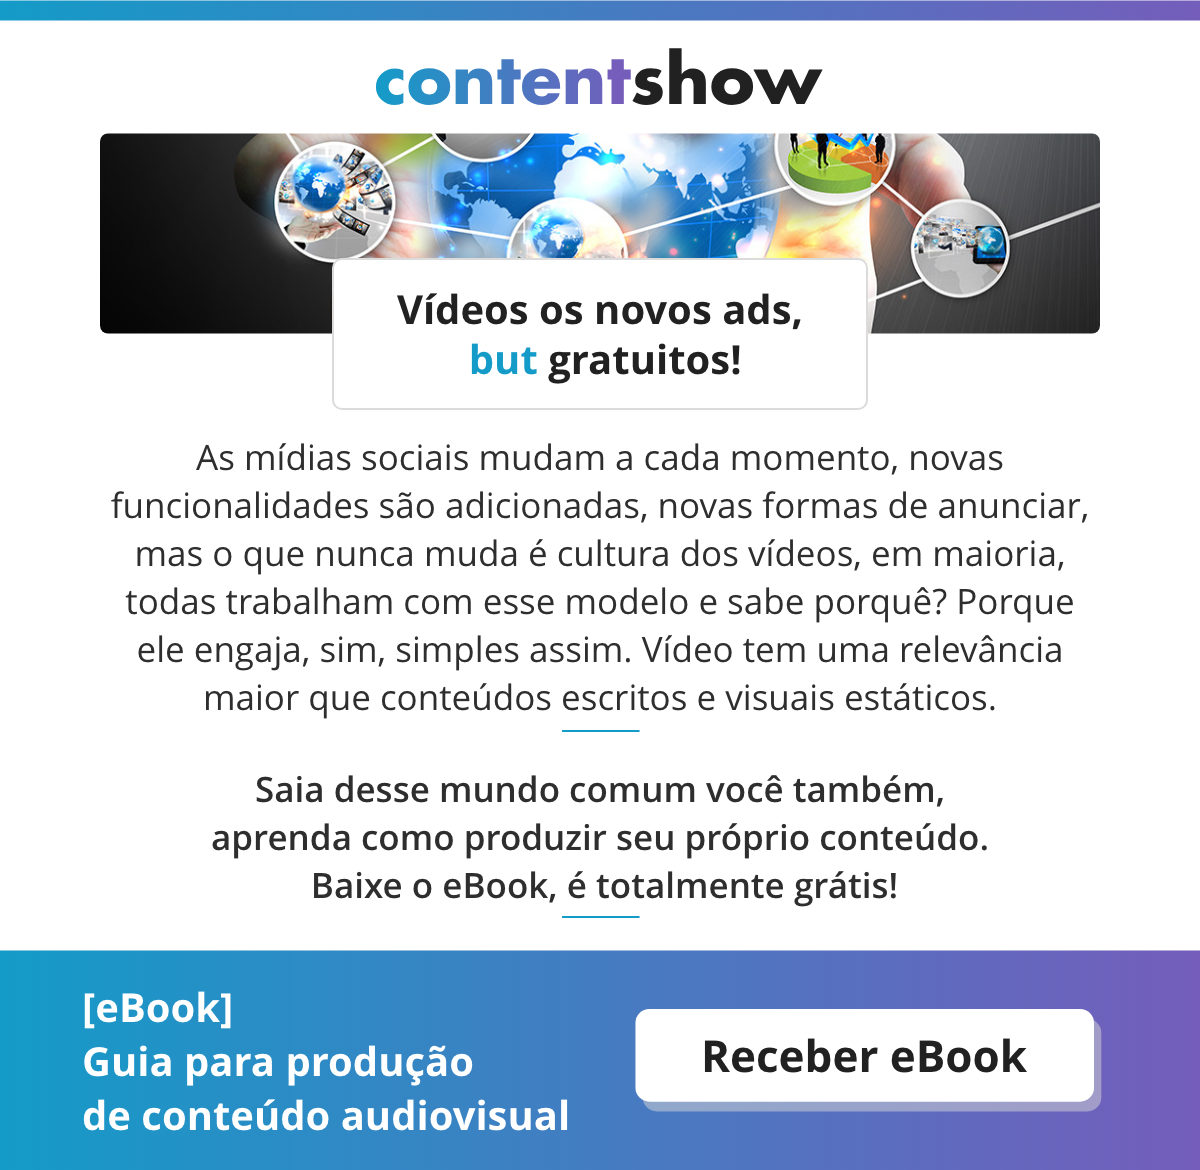 contentshow
Vídeos os novos ads,
but gratuitos!
As mídias sociais mudam a cada momento, novas
funcionalidades são adicionadas, novas formas de anunciar,
mas o que nunca muda é cultura dos vídeos, em maioria,
todas trabalham com esse modelo e sabe porquê? Porque
ele engaja, sim, simples assim. Vídeo tem uma relevância
maior que conteúdos escritos e visuais estáticos.
Saia desse mundo comum você também,
aprenda como produzir seu próprio conteúdo.
Baixe o eBook, é totalmente grátis!
[eBook]
Guia para produção
de conteúdo audiovisual
Receber eBook